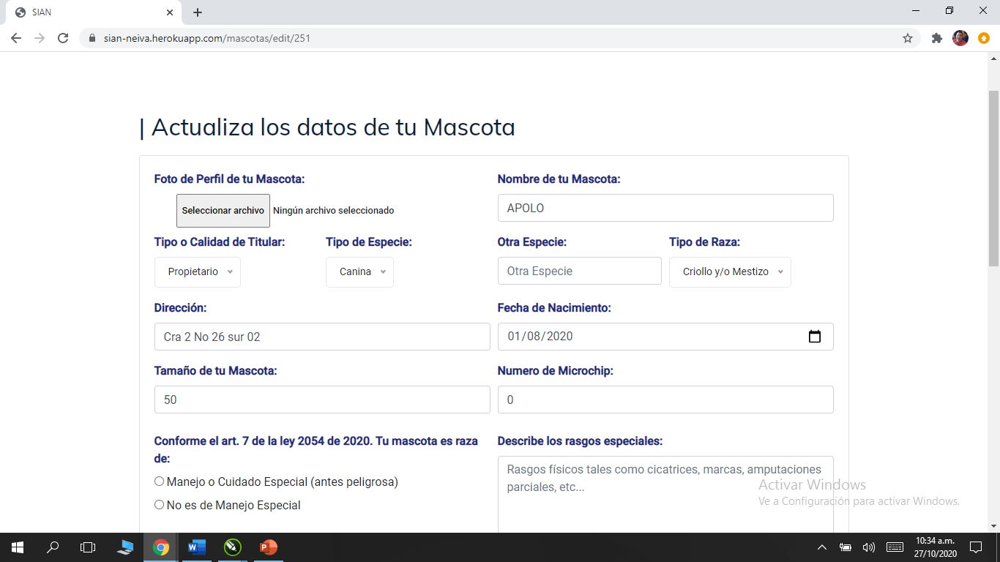 SIAN
sian-neiva.herokuapp.com/mascotas/edit/251
| Actualiza los datos de tu Mascota
Foto de Perfil de tu Mascota:
Nombre de tu Mascota:
Seleccionar archivo Ningún archivo seleccionado
APOLO
Tipo o Calidad de Titular:
Tipo de Especie:
Otra Especie:
Tipo de Raza:
Propietario
Canina
Otra Especie
Criollo y/o Mestizo
Dirección:
Fecha de Nacimiento:
Cra 2 No 26 sur 02
01/08/2020
Tamaño de tu Mascota:
Numero de Microchip:
50
0
Conforme el art. 7 de la ley 2054 de 2020. Tu mascota es raza
de:
Describe los rasgos especiales:
Manejo o Cuidado Especial (antes peligrosa)
No es de Manejo Especial
Rasgos físicos tales como cicatrices, marcas, amputaciones
parciales, etc...
Activar Windows
Ve a Configuración para activar Windows.
10:34 a.m.
27/10/2020